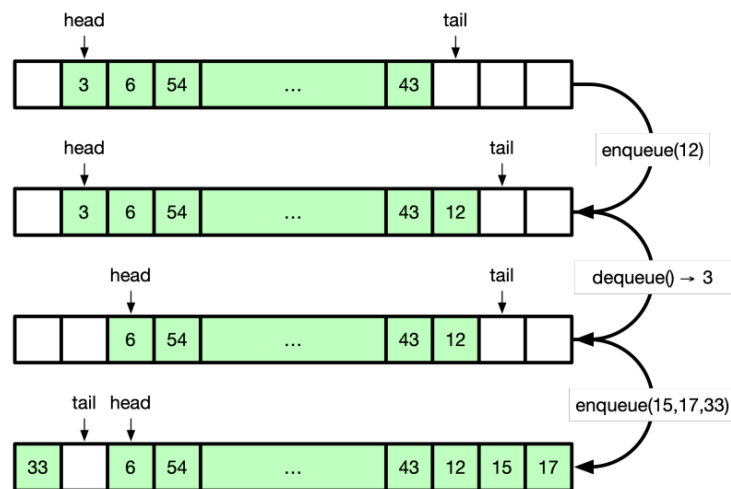 head tail
3 6 54 ... 43
enqueue(12)
head tail
3 6 54 ... 43 12
dequeue() → 3
head tail
6 54 ... 43 12
enqueue(15,17,33)
tail head
33 6 54 ... 43 12 15 17